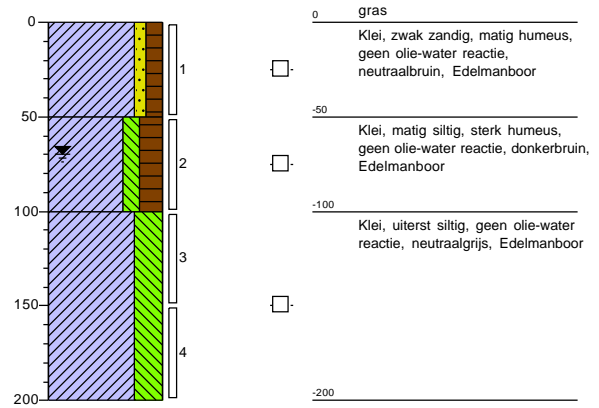 0
50
100
150
200
1
2
3
4
0
gras
Klei, zwak zandig, matig humeus,
geen olie-water reactie,
neutraalbruin, Edelmanboor
-50
Klei, matig siltig, sterk humeus,
geen olie-water reactie, donkerbruin,
Edelmanboor
-100
Klei, uiterst siltig, geen olie-water
reactie, neutraalgrijs, Edelmanboor
-200